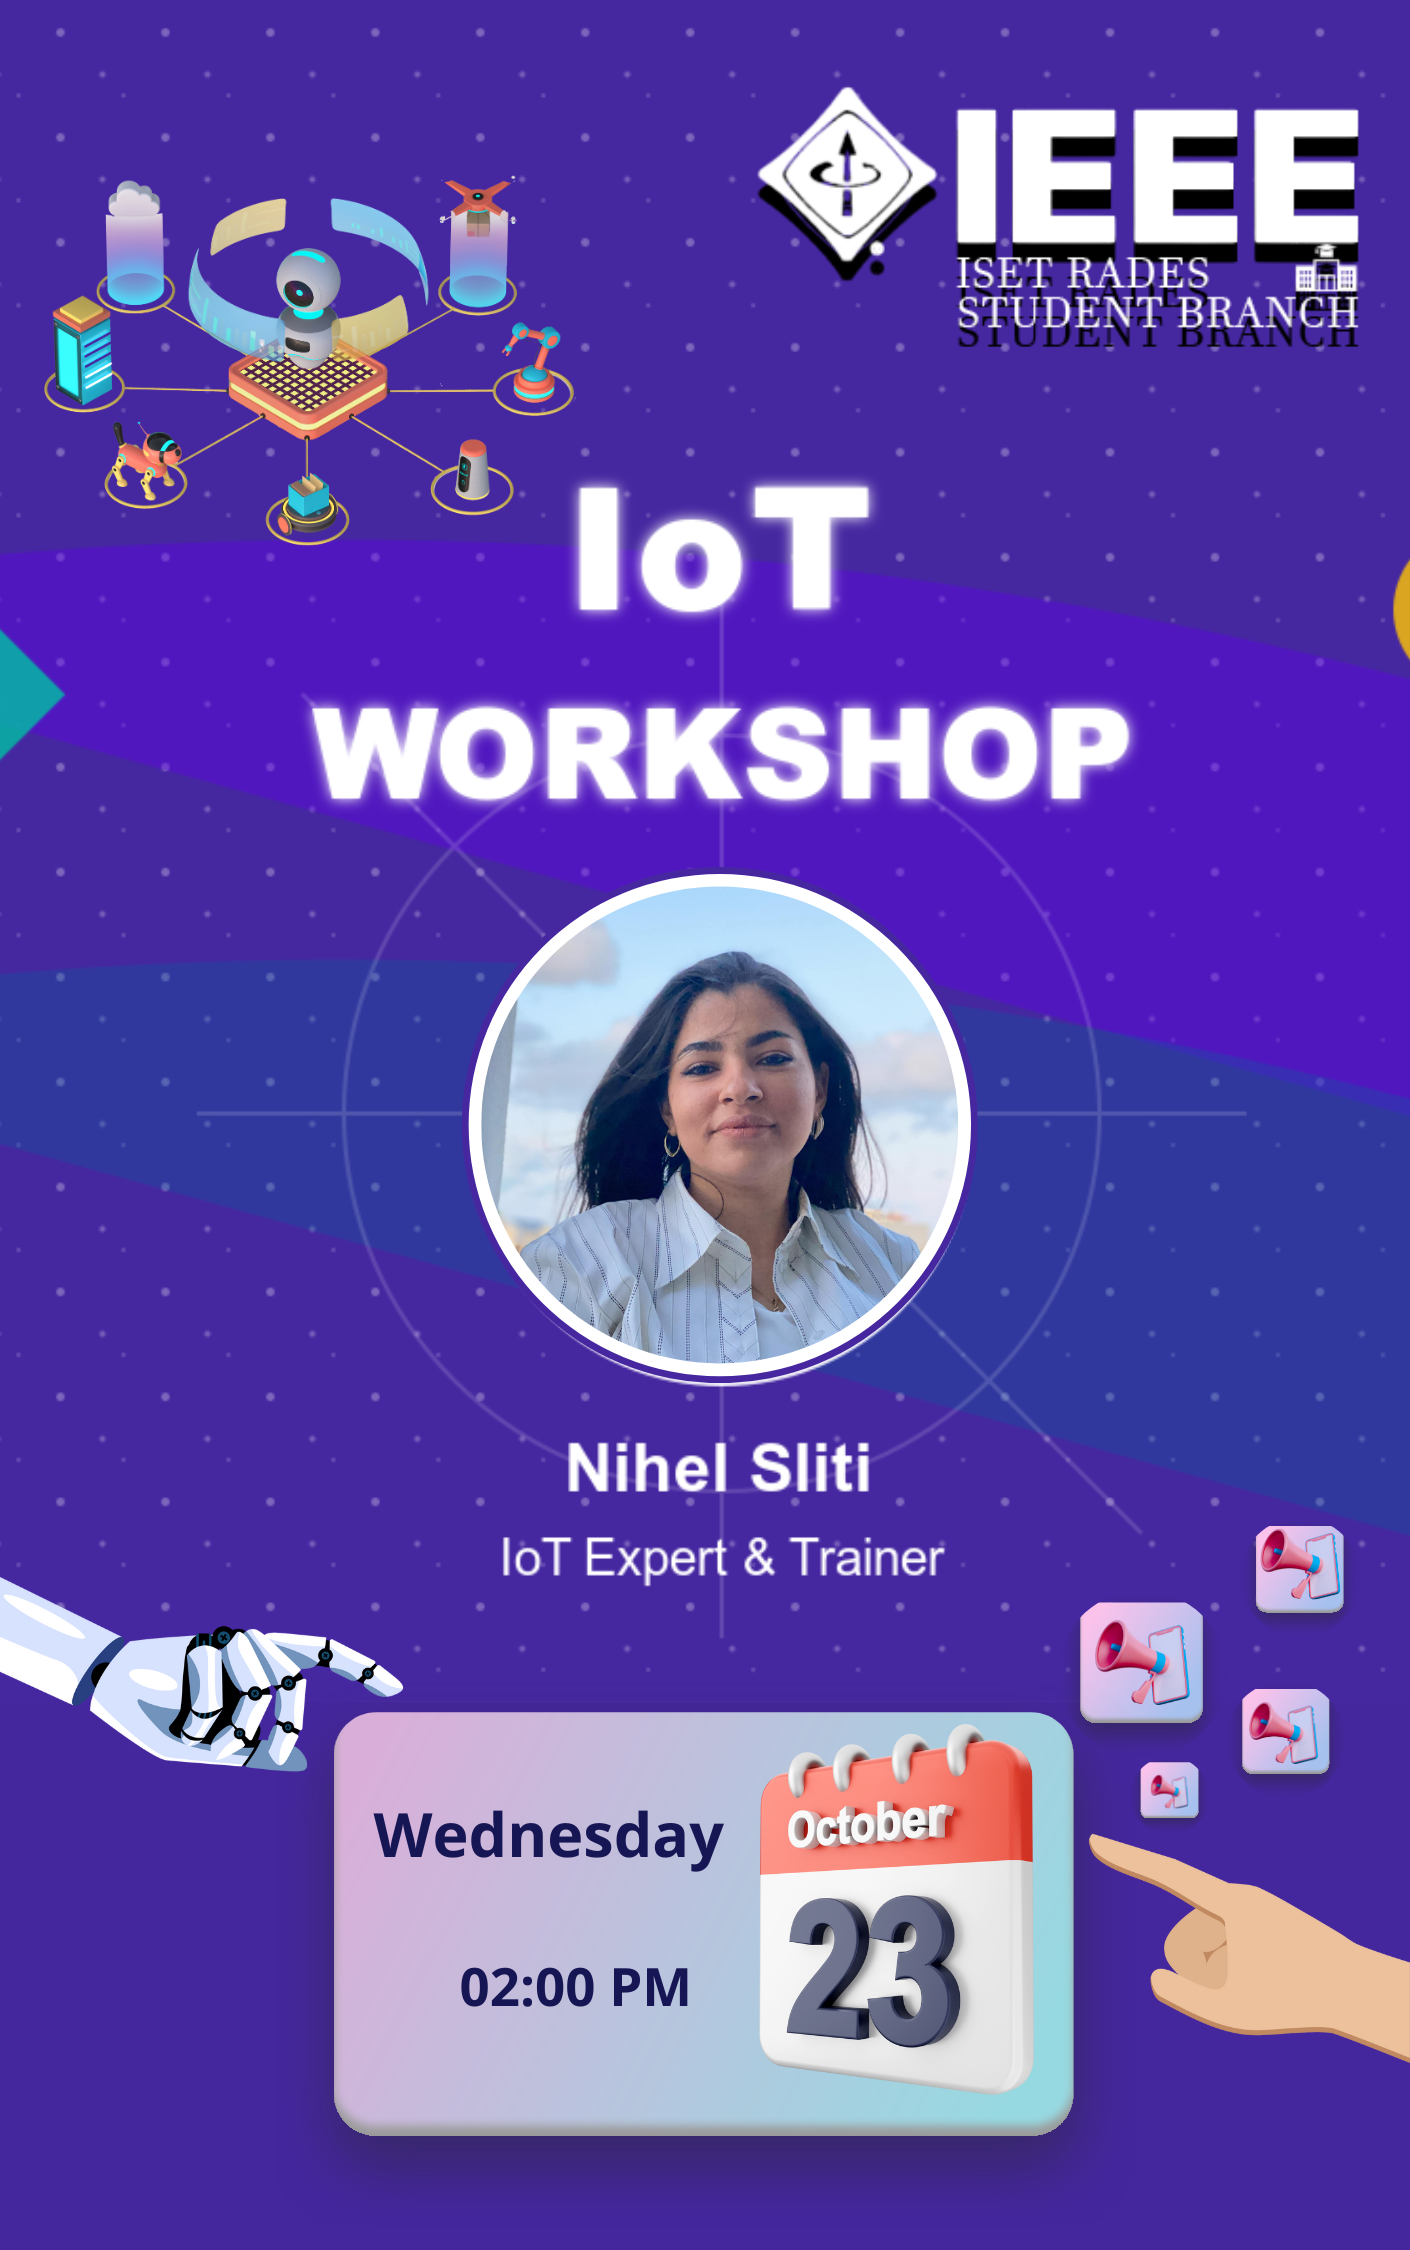 IEEE
ISET RADES
STUDENT BRANCH
IoT
WORKSHOP
Nihel Sliti
IoT Expert & Trainer
Wednesday
02:00 PM
October
23